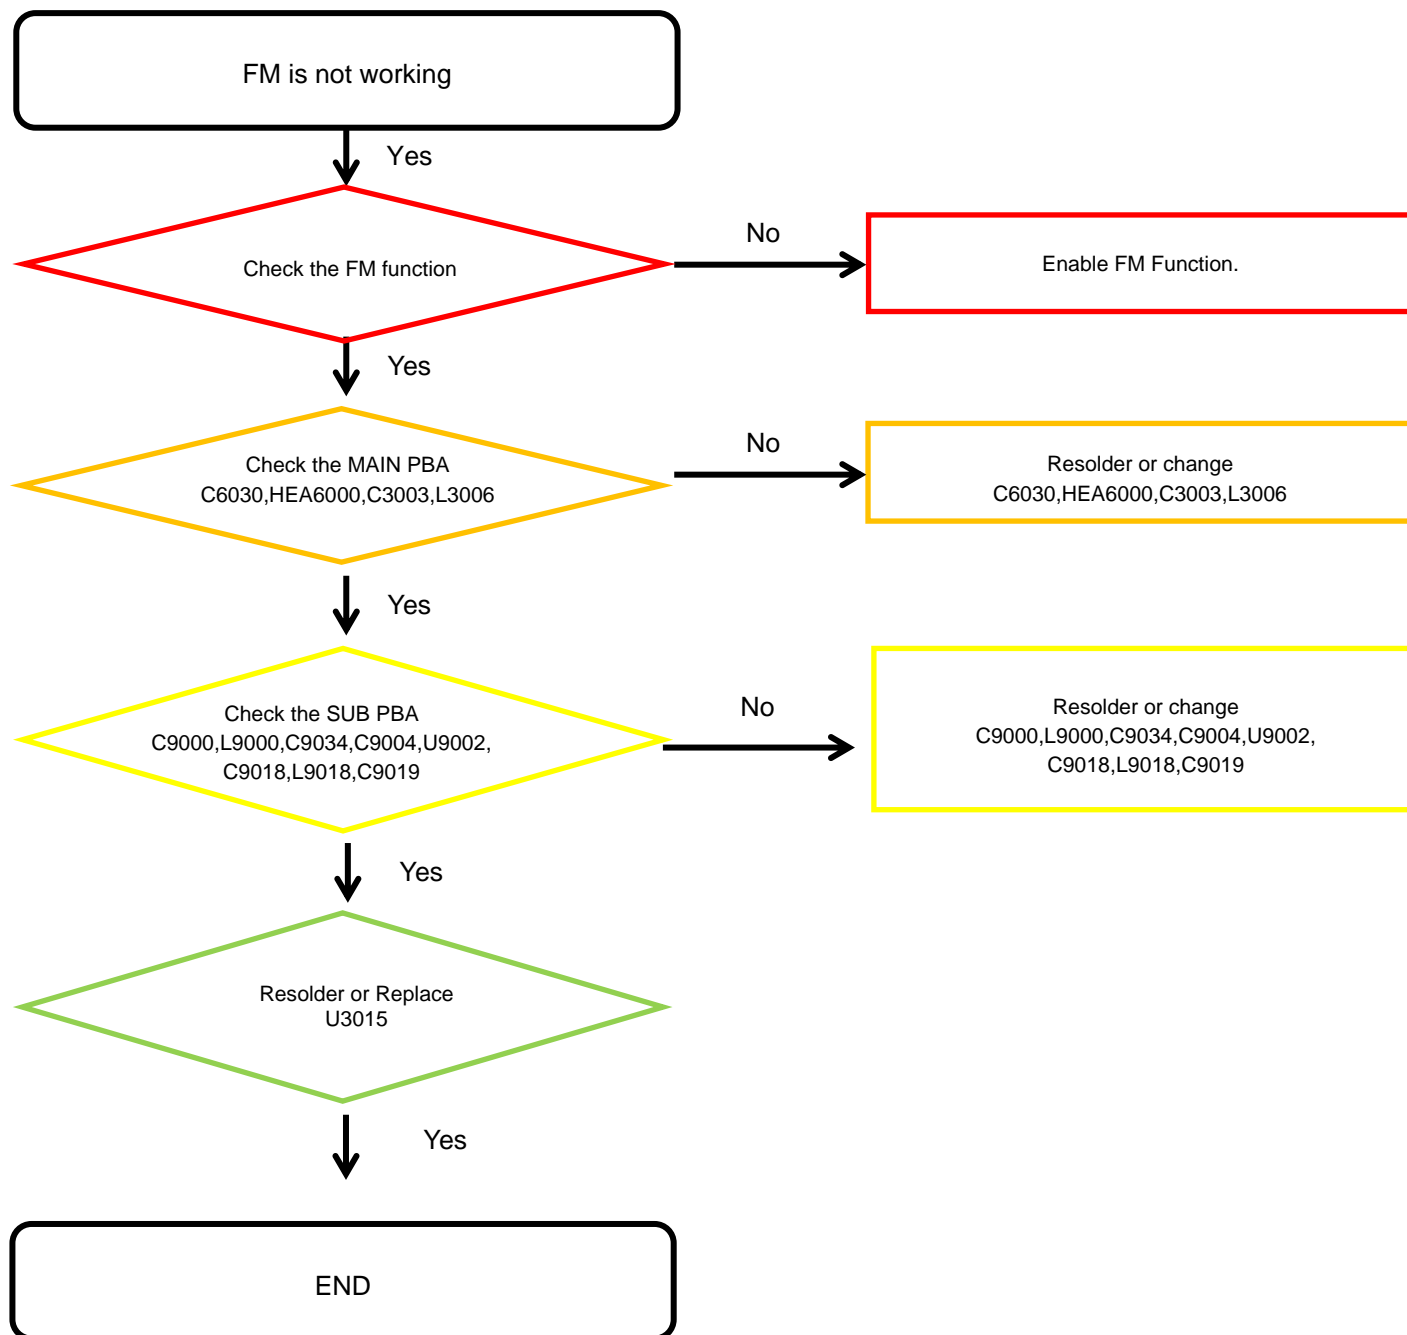 FM is not working
Yes
Check the FM function
No
Enable FM Function.
Yes
Check the MAIN PBA
C6030,HEA6000,C3003,L3006
No
Resolder or change
C6030,HEA6000,C3003,L3006
Yes
Check the SUB PBA
C9000,L9000,C9034,C9004,U9002,
C9018,L9018,C9019
No
Resolder or change
C9000,L9000,C9034,C9004,U9002,
C9018,L9018,C9019
Yes
Resolder or Replace
U3015
Yes
END